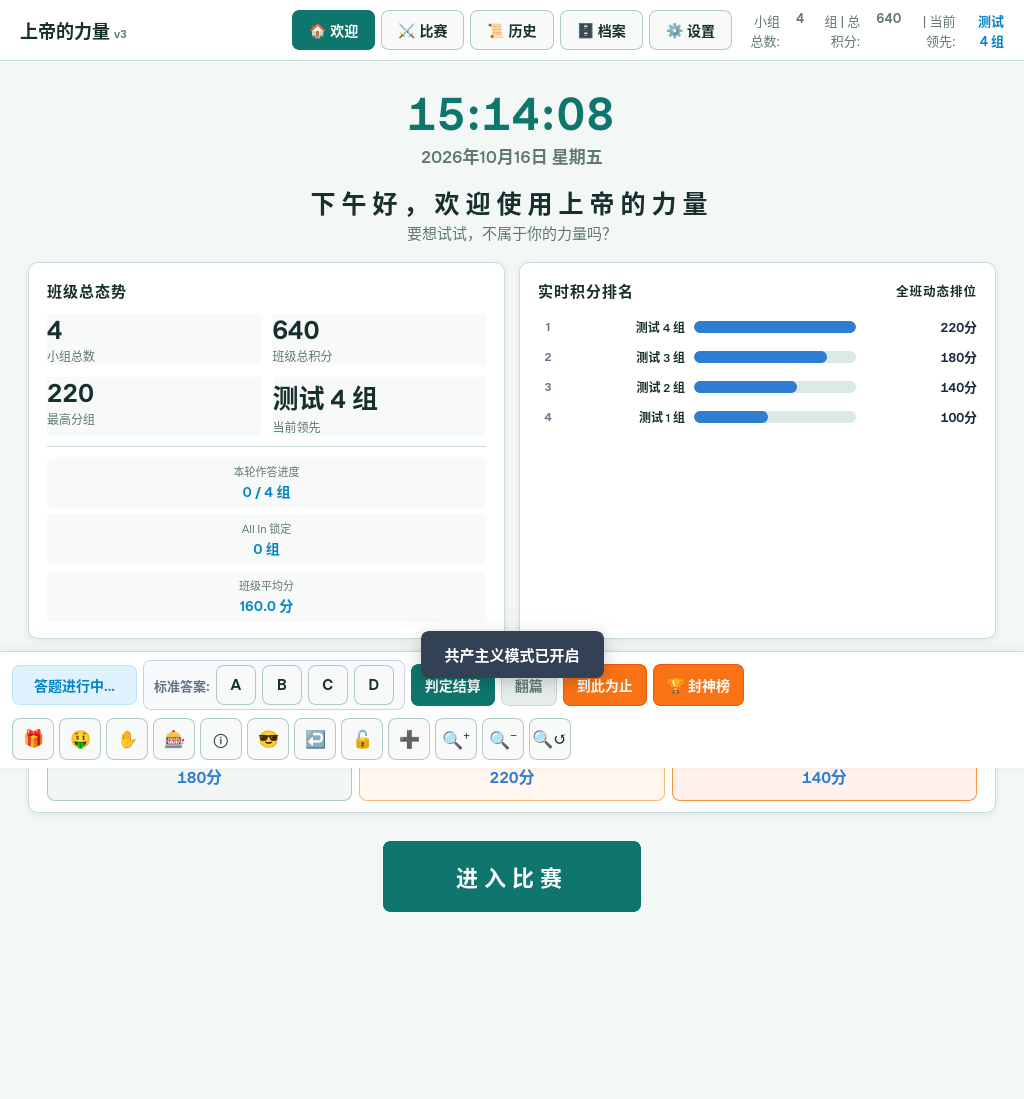 上帝的力量 v3
🏠 欢迎
⚔️ 比赛
📜 历史
🗄️ 档案
⚙️ 设置
小组总数: 4 组 | 总积分: 640 | 当前领先: 测试 4 组
15:14:08
2026年10月16日 星期五
下午好，欢迎使用上帝的力量
要想试试，不属于你的力量吗？
班级总态势
4
小组总数
640
班级总积分
220
最高分组
测试 4 组
当前领先
本轮作答进度
0 / 4 组
All In 锁定
0 组
班级平均分
160.0 分
实时积分排名
全班动态排位
1 测试 4 组 220分
2 测试 3 组 180分
3 测试 2 组 140分
4 测试 1 组 100分
共产主义模式已开启
答题进行中...
标准答案: A B C D
判定结算
翻篇
到此为止
🏆 封神榜
180分
220分
140分
进入比赛